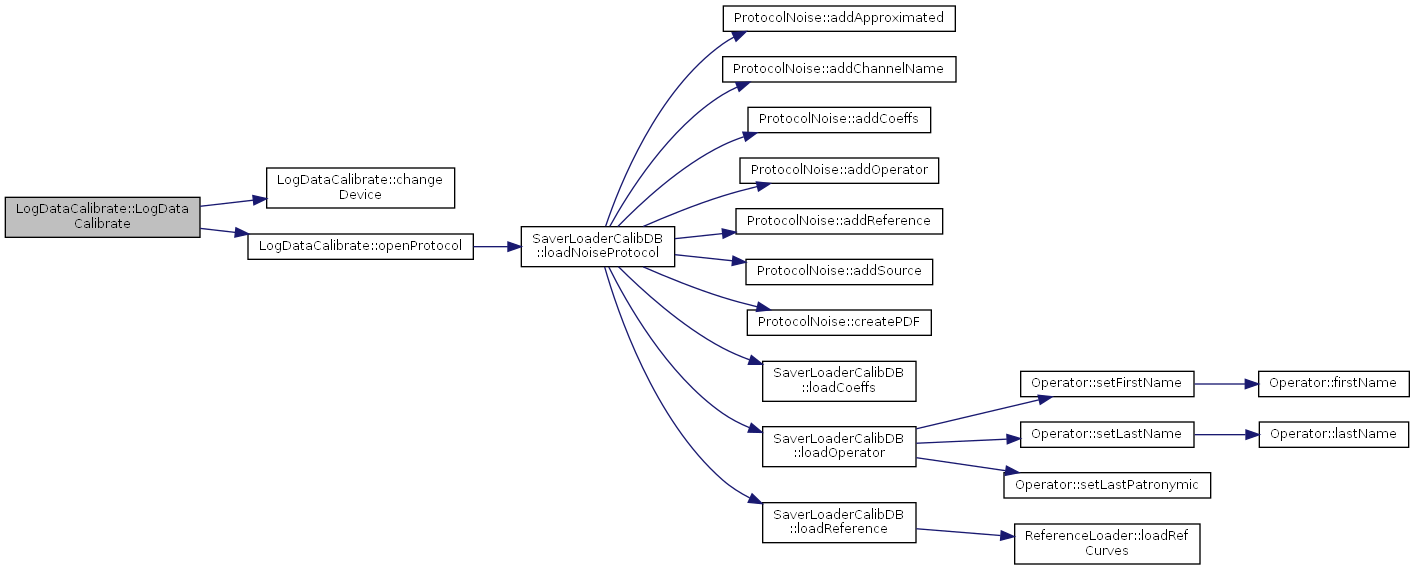 LogDataCalibrate::LogData
Calibrate
LogDataCalibrate::change
Device
LogDataCalibrate::openProtocol
SaverLoaderCalibDB
::loadNoiseProtocol
ProtocolNoise::addApproximated
ProtocolNoise::addChannelName
ProtocolNoise::addCoeffs
ProtocolNoise::addOperator
ProtocolNoise::addReference
ProtocolNoise::addSource
ProtocolNoise::createPDF
SaverLoaderCalibDB
::loadCoeffs
SaverLoaderCalibDB
::loadOperator
SaverLoaderCalibDB
::loadReference
Operator::setFirstName
Operator::setLastName
Operator::setLastPatronymic
ReferenceLoader::loadRef
Curves
Operator::firstName
Operator::lastName